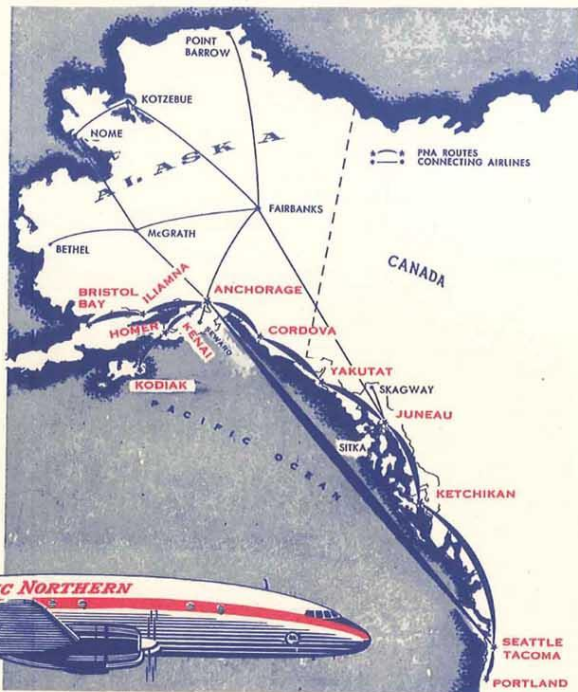 POINT
BARROW
KOTZEBUE
NOME
ALASKA
PNA ROUTES
CONNECTING AIRLINES
FAIRBANKS
McGRATH
BETHEL
CANADA
BRISTOL
BAY
ILIAMNA
ANCHORAGE
HOMER
KENAI
SEWARD
CORDOVA
KODIAK
YAKUTAT
SKAGWAY
JUNEAU
PACIFIC OCEAN
SITKA
KETCHIKAN
IC NORTHERN
SEATTLE
TACOMA
PORTLAND